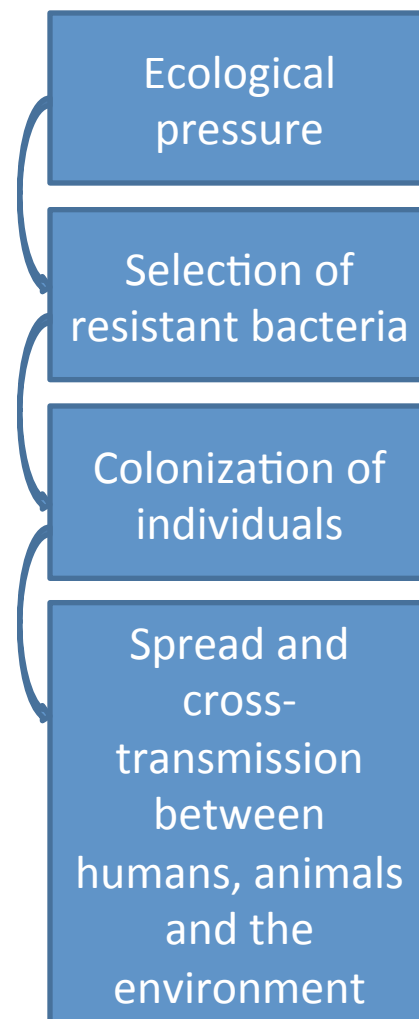 Ecological
pressure
Selection of
resistant bacteria
Colonization of
individuals
Spread and
cross-
transmission
between
humans, animals
and the
environment